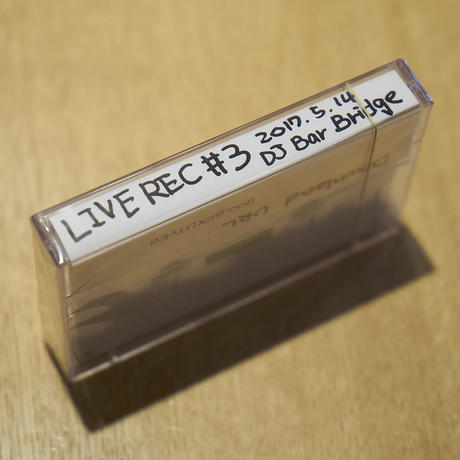 LIVE REC #3
2017.5.14
DJ Bar Bridge
Download URL